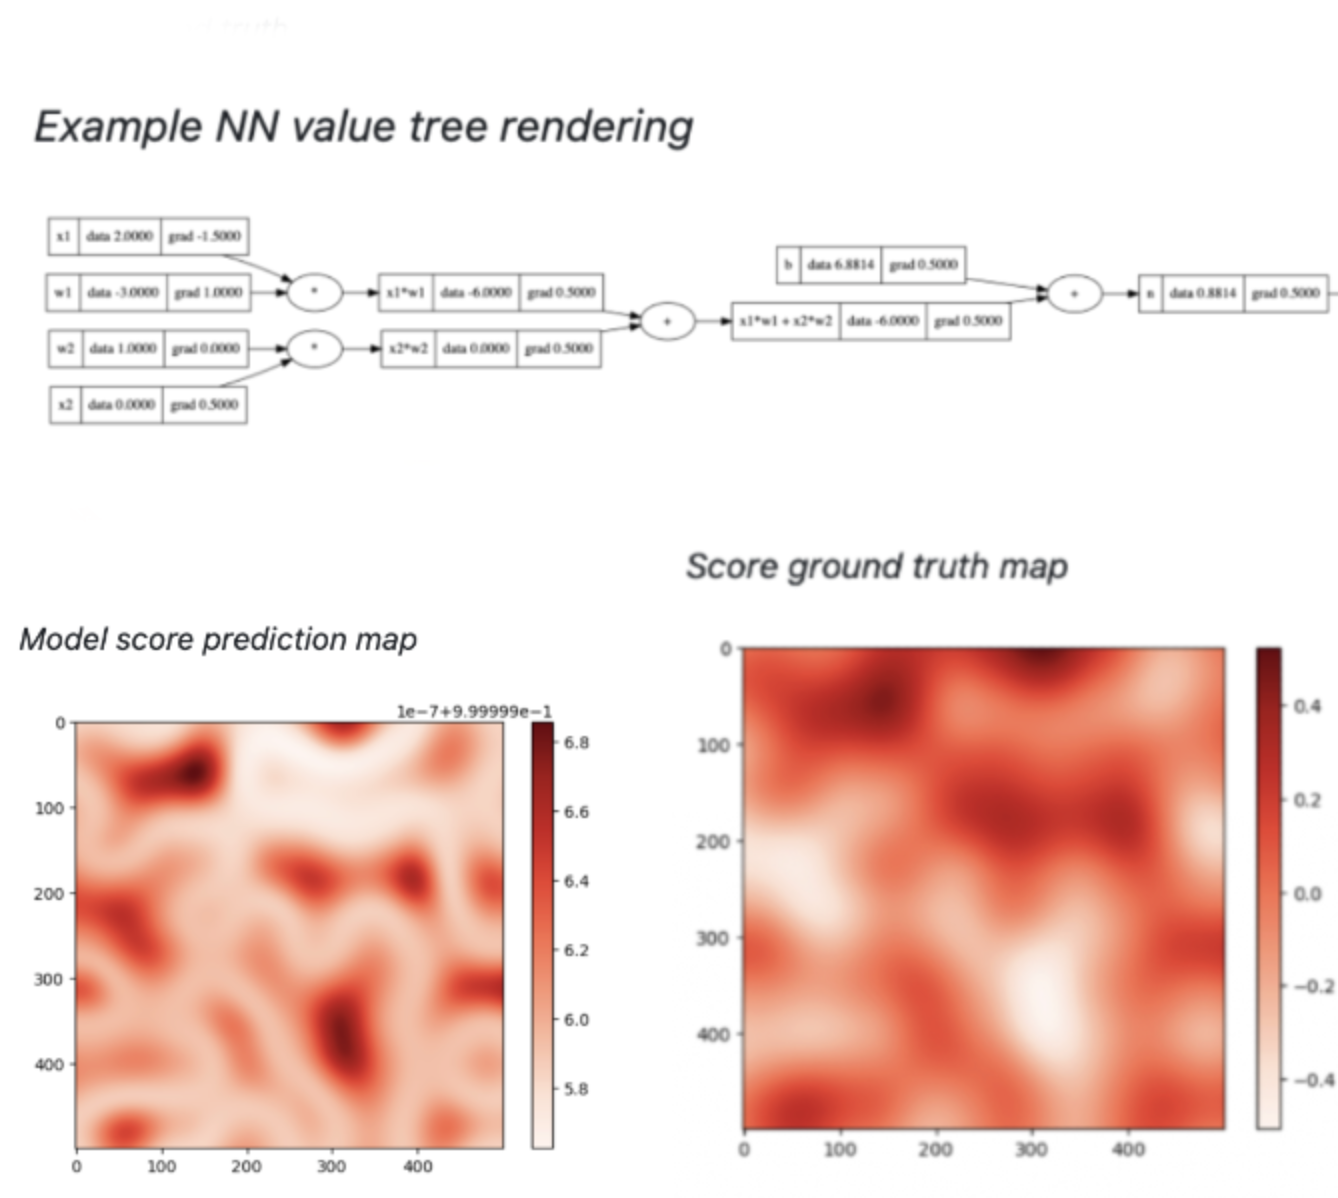 Example NN value tree rendering
x1 data 2.0000 grad -1.5000
w1 data -3.0000 grad 1.0000
*
x1*w1 data -6.0000 grad 0.5000
w2 data 1.0000 grad 0.0000
*
x2*w2 data 0.0000 grad 0.5000
x2 data 0.0000 grad 0.5000
+
b data 6.8814 grad 0.5000
x1*w1 + x2*w2 data -6.0000 grad 0.5000
+
n data 0.8814 grad 0.5000
Score ground truth map
Model score prediction map
1e-7+9.99999e-1
0
100
200
300
400
0 100 200 300 400
6.8
6.6
6.4
6.2
6.0
5.8
0
100
200
300
400
0 100 200 300 400
0.4
0.2
0.0
−0.2
−0.4